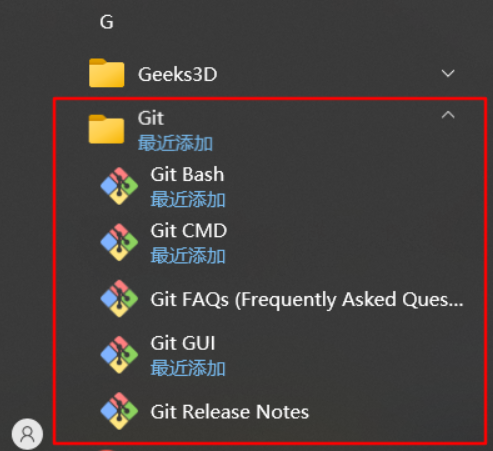 G
Geeks3D
Git
最近添加
Git Bash
最近添加
Git CMD
最近添加
Git FAQs (Frequently Asked Ques...
Git GUI
最近添加
Git Release Notes